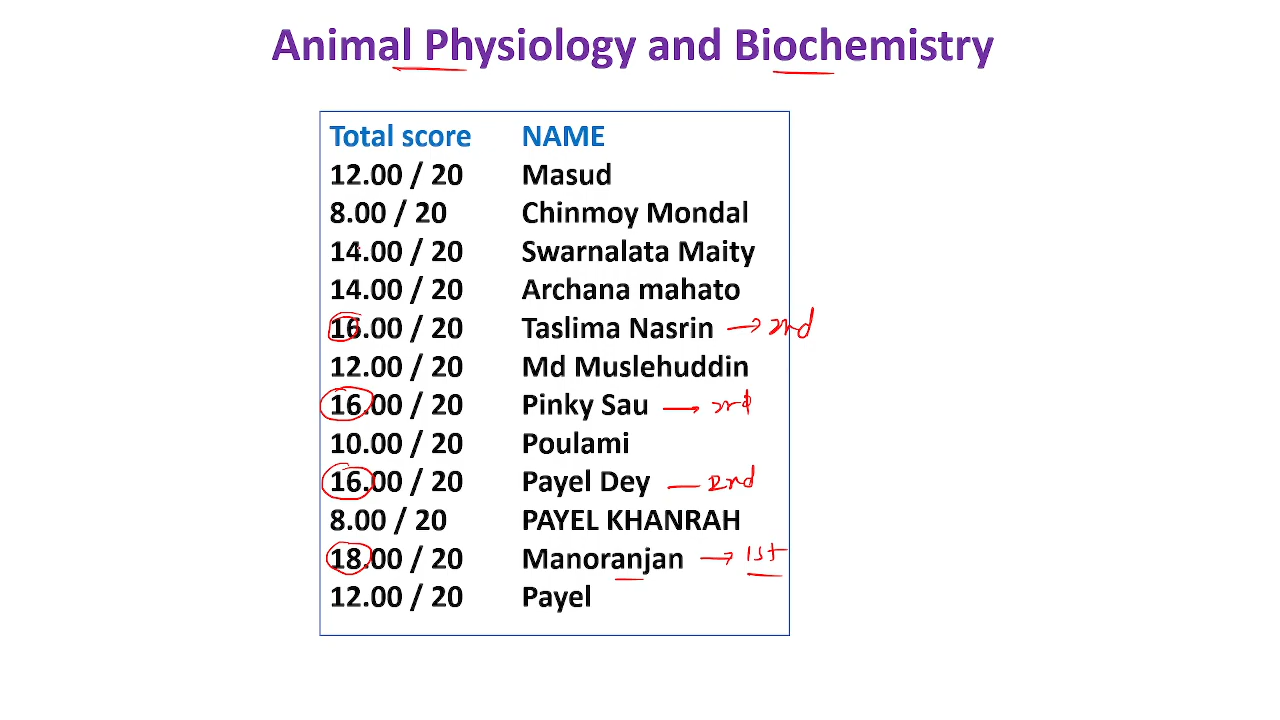 Animal Physiology and Biochemistry
Total score NAME
12.00 / 20 Masud
8.00 / 20 Chinmoy Mondal
14.00 / 20 Swarnalata Maity
14.00 / 20 Archana mahato
16.00 / 20 Taslima Nasrin → 2nd
12.00 / 20 Md Muslehuddin
16.00 / 20 Pinky Sau → 2nd
10.00 / 20 Poulami
16.00 / 20 Payel Dey — 2nd
8.00 / 20 PAYEL KHANRAH
18.00 / 20 Manoranjan → 1st
12.00 / 20 Payel